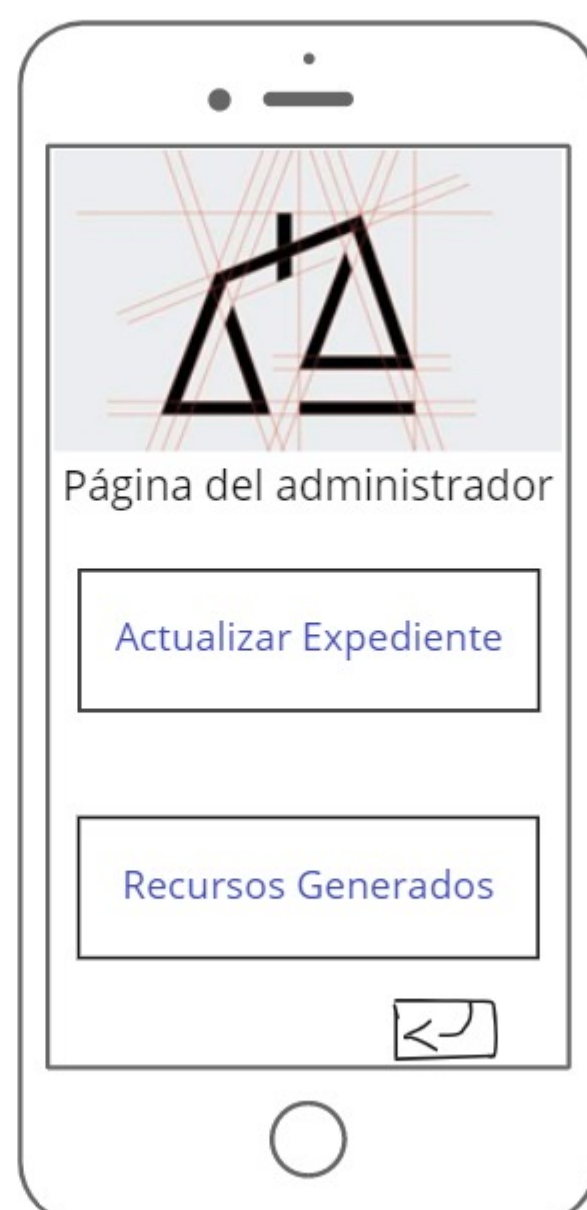 Página del administrador
Actualizar Expediente
Recursos Generados